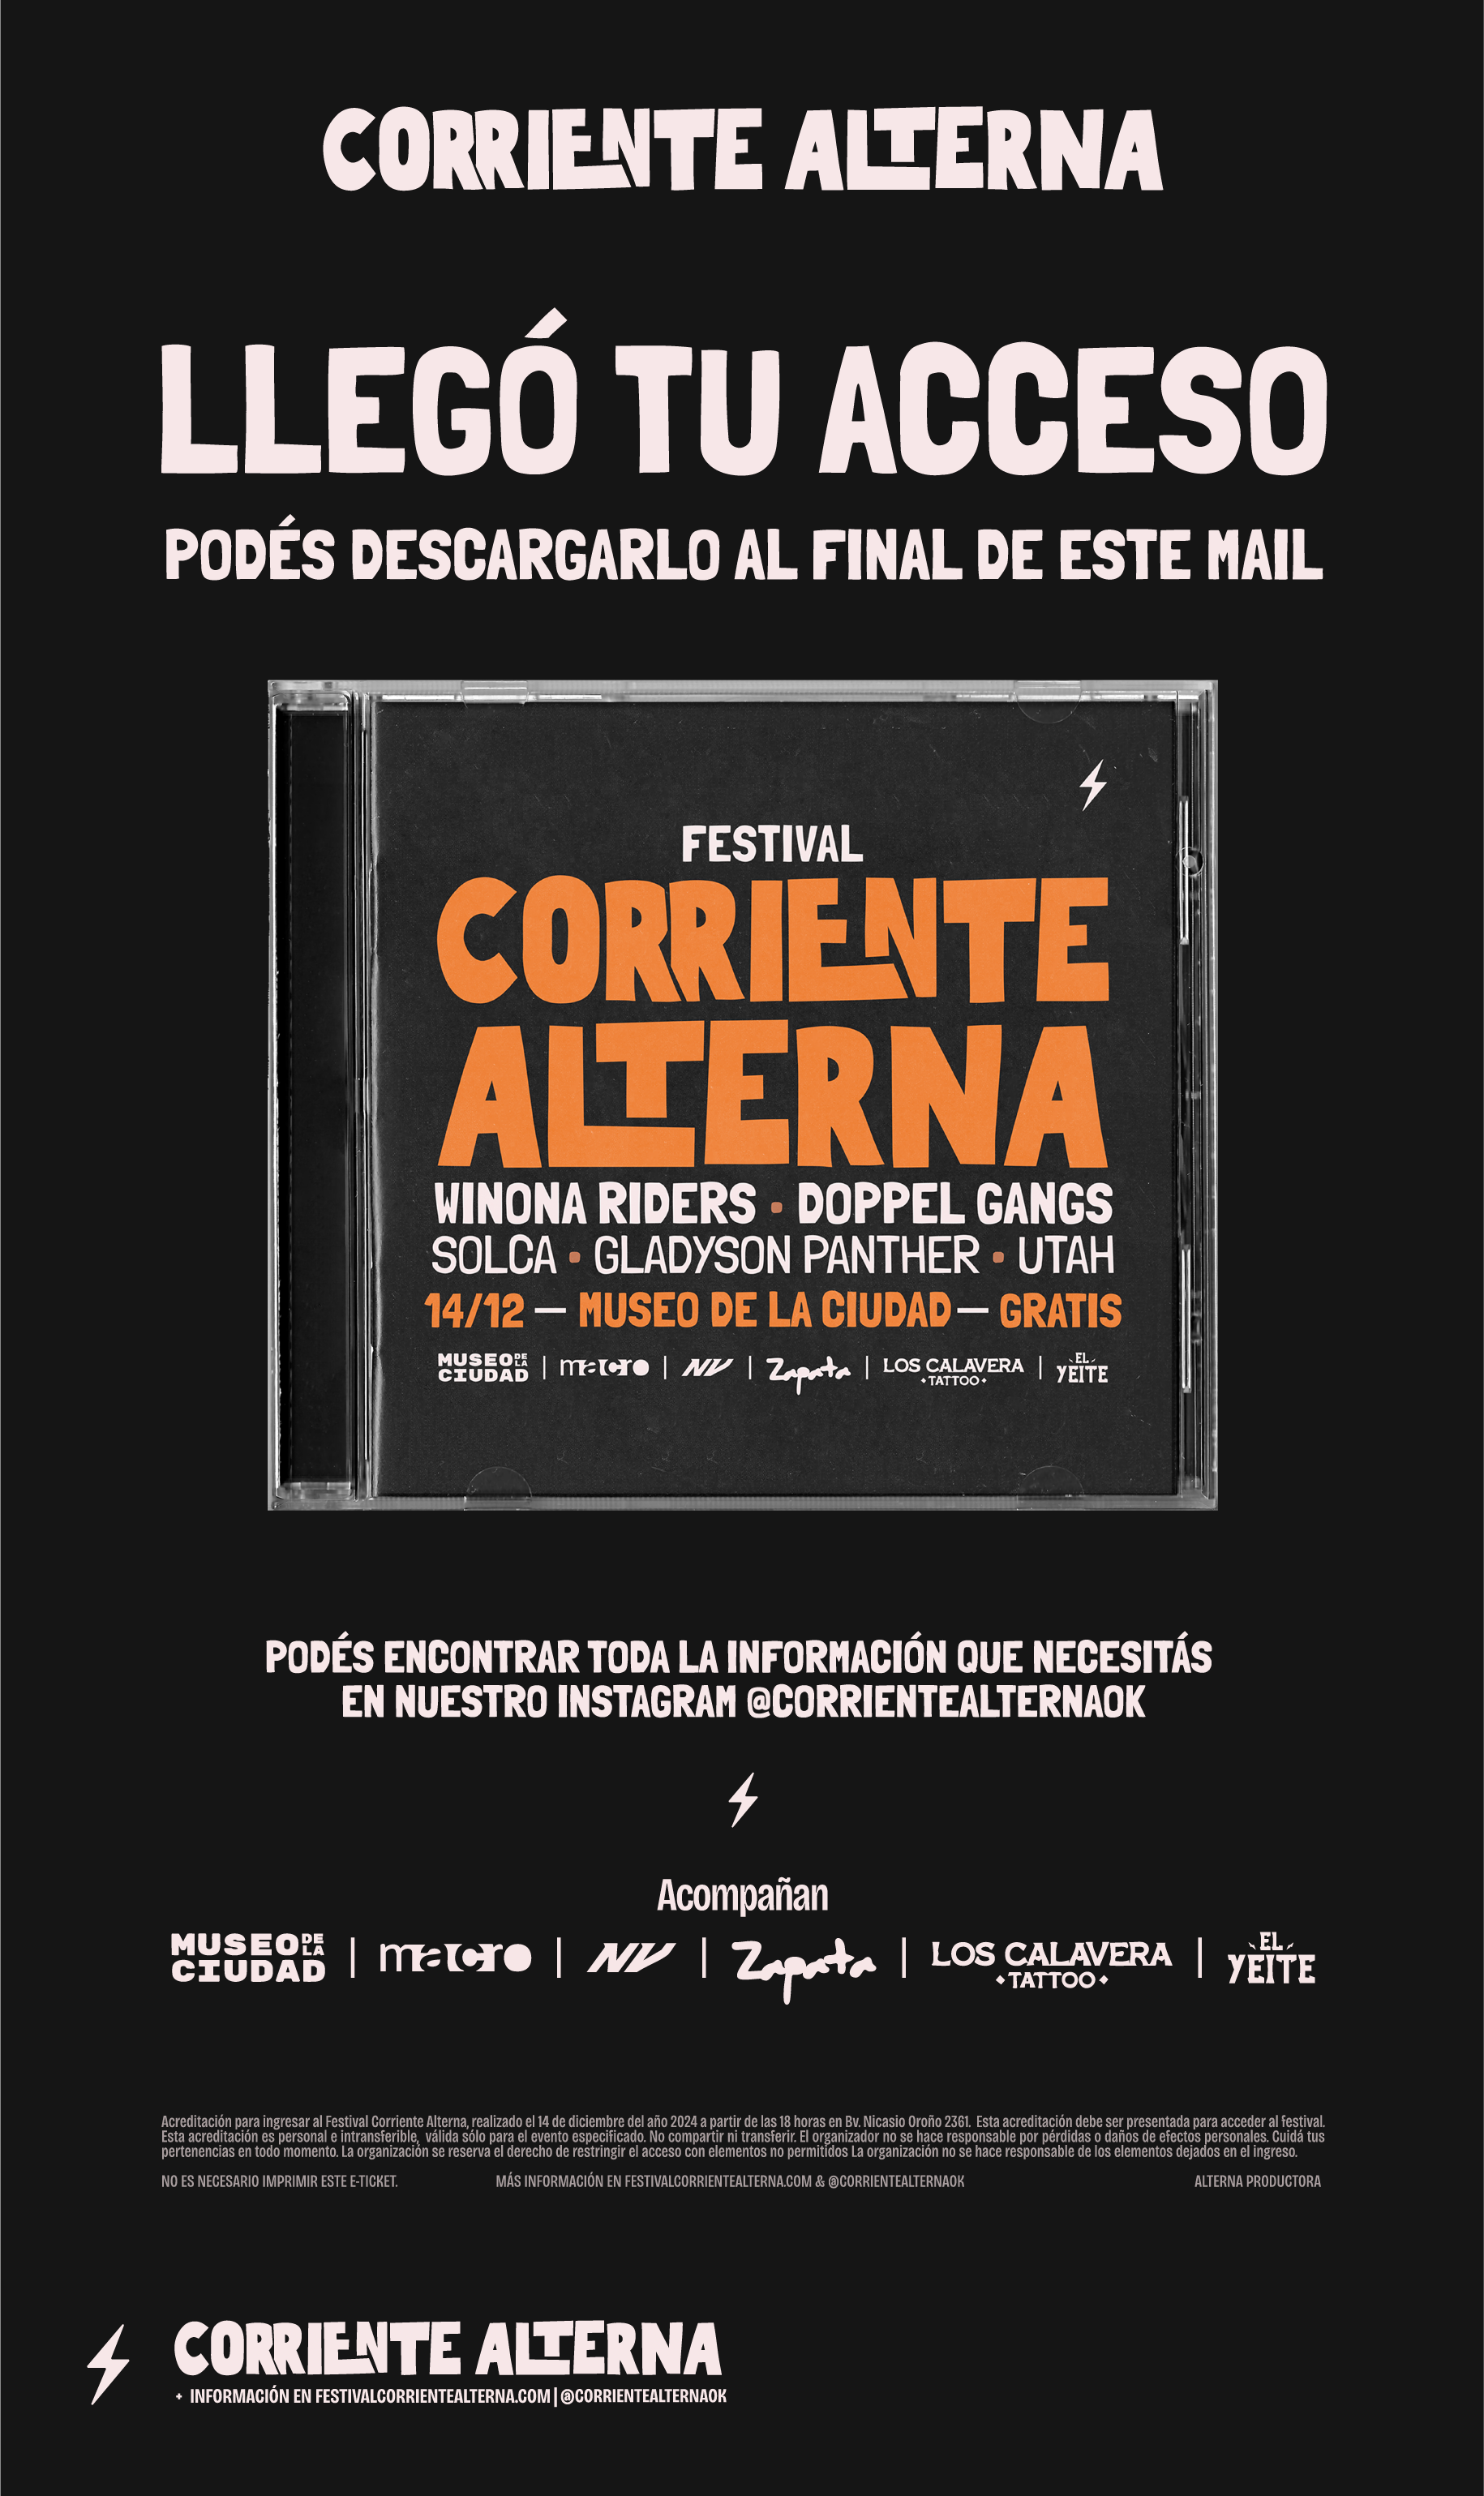 CORRIENTE ALTERNA
LLEGÓ TU ACCESO
PODÉS DESCARGARLO AL FINAL DE ESTE MAIL
FESTIVAL
CORRIENTE
ALTERNA
WINONA RIDERS • DOPPEL GANGS
SOLCA • GLADYSON PANTHER • UTAH
14/12 — MUSEO DE LA CIUDAD — GRATIS
MUSEO DE LA CIUDAD | macro | NV | Zapata | LOS CALAVERA TATTOO | EL YEITE
PODÉS ENCONTRAR TODA LA INFORMACIÓN QUE NECESITÁS
EN NUESTRO INSTAGRAM @CORRIENTEALTERNAOK
Acompañan
MUSEO DE LA CIUDAD | macro | NV | Zapata | LOS CALAVERA TATTOO | EL YEITE
Acreditación para ingresar al Festival Corriente Alterna, realizado el 14 de diciembre del año 2024 a partir de las 18 horas en Bv. Nicasio Oroño 2361. Esta acreditación debe ser presentada para acceder al festival.
Esta acreditación es personal e intransferible, válida sólo para el evento especificado. No compartir ni transferir. El organizador no se hace responsable por pérdidas o daños de efectos personales. Cuidá tus
pertenencias en todo momento. La organización se reserva el derecho de restringir el acceso con elementos no permitidos La organización no se hace responsable de los elementos dejados en el ingreso.
NO ES NECESARIO IMPRIMIR ESTE E-TICKET. MÁS INFORMACIÓN EN FESTIVALCORRIENTEALTERNA.COM & @CORRIENTEALTERNAOK ALTERNA PRODUCTORA
CORRIENTE ALTERNA
+ INFORMACIÓN EN FESTIVALCORRIENTEALTERNA.COM | @CORRIENTEALTERNAOK